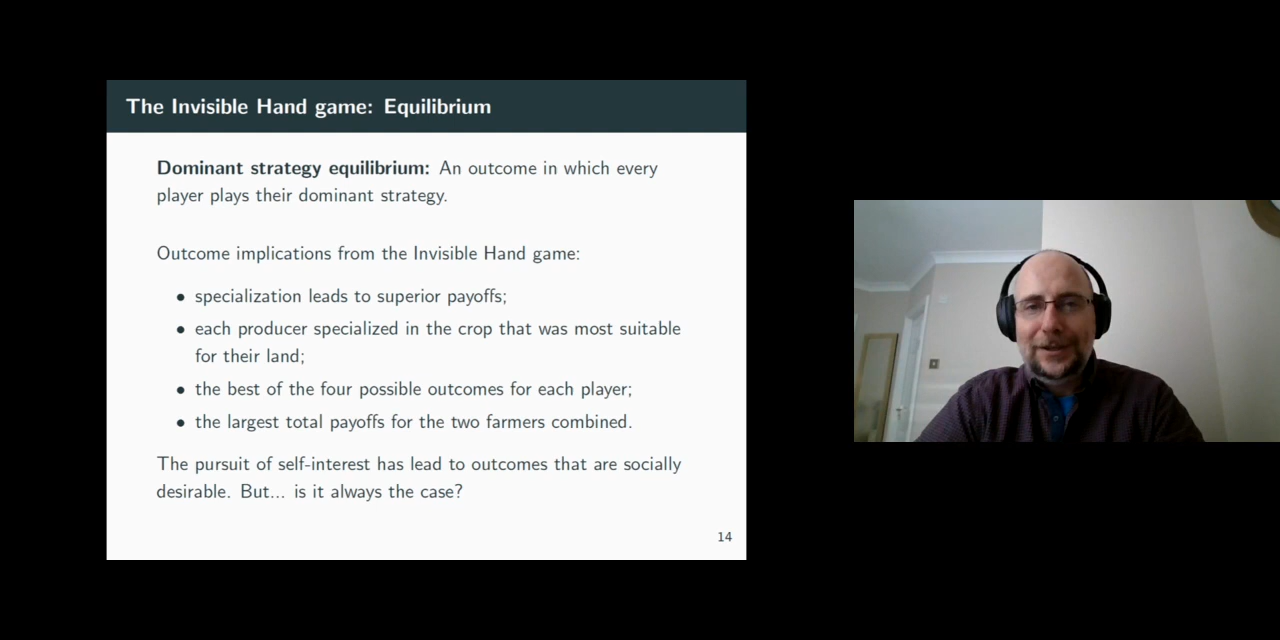 The Invisible Hand game: Equilibrium
Dominant strategy equilibrium: An outcome in which every
player plays their dominant strategy.
Outcome implications from the Invisible Hand game:
• specialization leads to superior payoffs;
• each producer specialized in the crop that was most suitable
for their land;
• the best of the four possible outcomes for each player;
• the largest total payoffs for the two farmers combined.
The pursuit of self-interest has lead to outcomes that are socially
desirable. But... is it always the case?
14